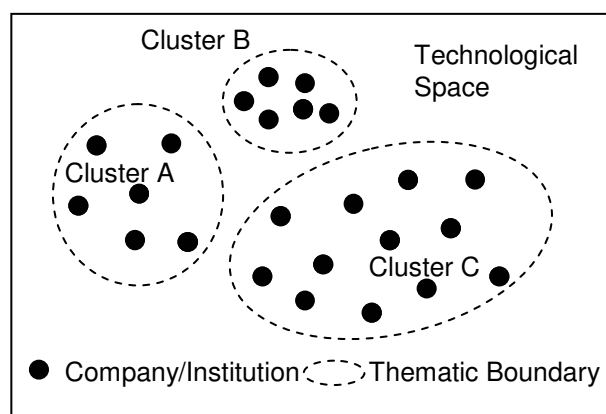 Cluster B
Technological
Space
Cluster A
Cluster C
Company/Institution
Thematic Boundary